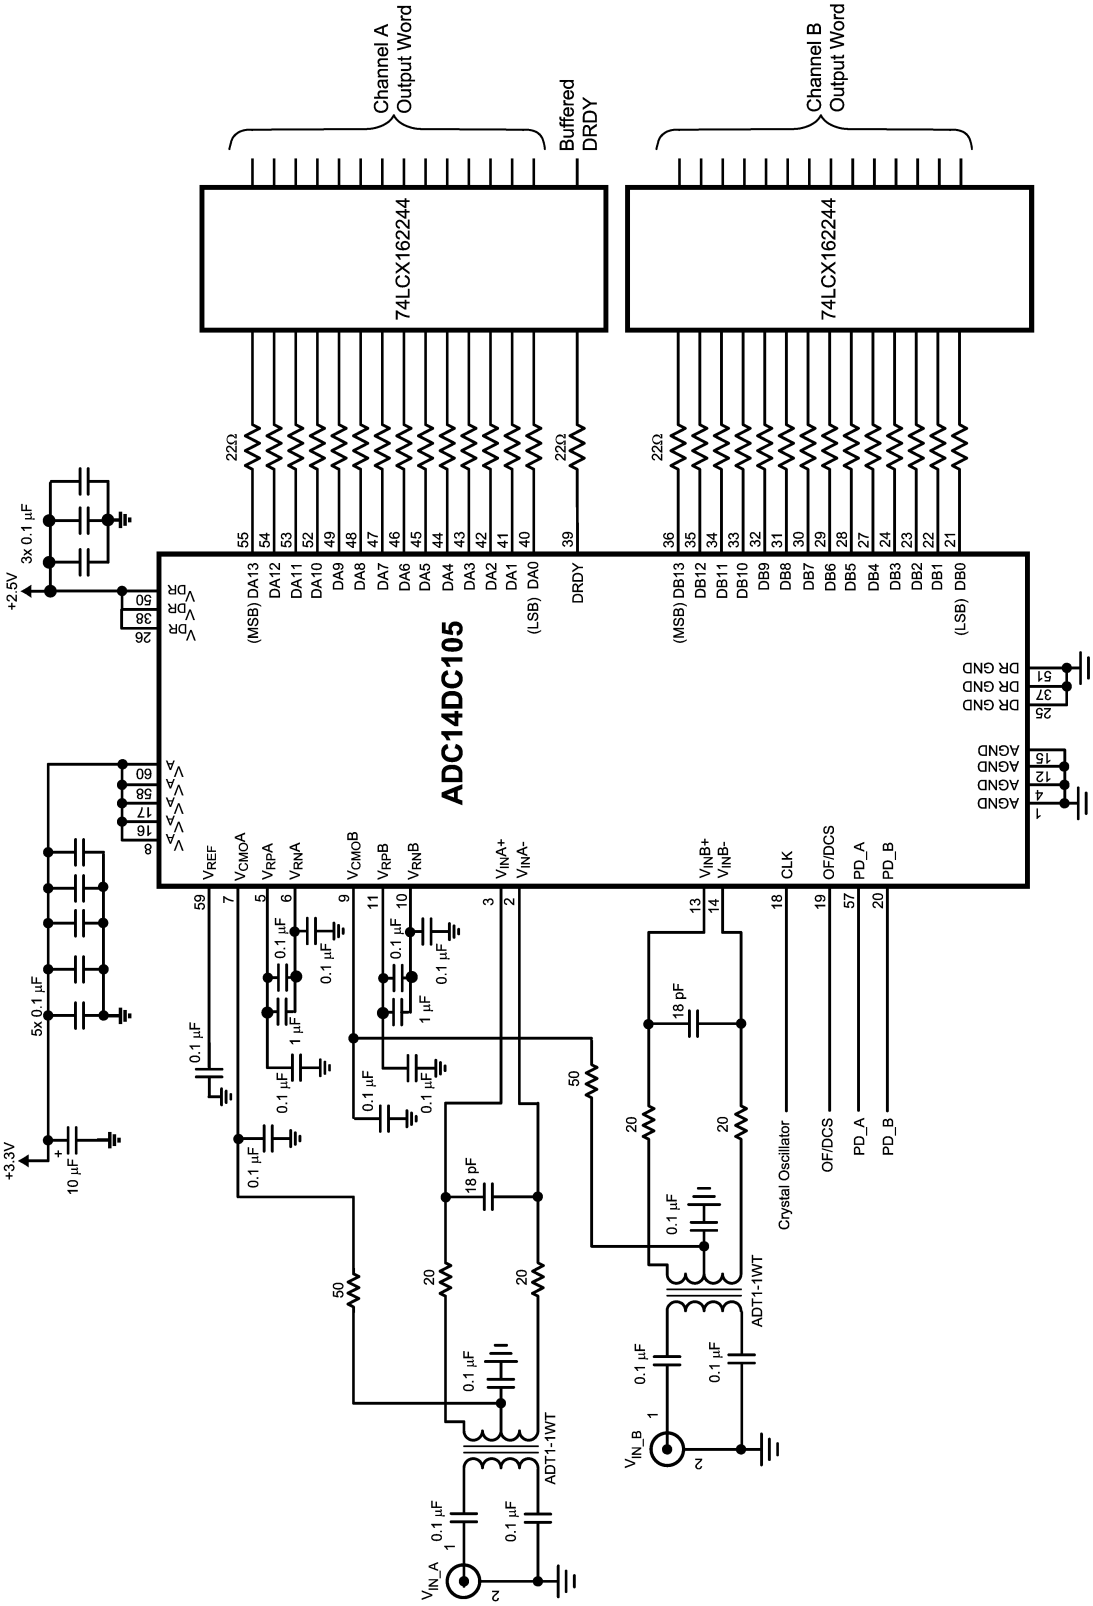 +3.3V
+
10 µF
5x 0.1 µF
+2.5V
3x 0.1 µF
VA
8
VA
16
VA
17
VA
58
VA
60
VDR
26
VDR
38
VDR
50
ADC14DC105
VREF
59
0.1 µF
VCMOA
7
0.1 µF
50
VRPA
5
VRNA
6
0.1 µF
0.1 µF
1 µF
0.1 µF
VCMOB
9
0.1 µF
50
VRPB
11
VRNB
10
0.1 µF
0.1 µF
1 µF
0.1 µF
VINA+
3
VINA-
2
18 pF
20
20
0.1 µF
ADT1-1WT
0.1 µF
0.1 µF
VIN_A
1
2
VINB+
13
VINB-
14
18 pF
20
20
0.1 µF
ADT1-1WT
0.1 µF
0.1 µF
VIN_B
1
2
CLK
18
Crystal Oscillator
OF/DCS
19
OF/DCS
PD_A
57
PD_A
PD_B
20
PD_B
(MSB) DA13
55
22Ω
DA12
54
DA11
53
DA10
52
DA9
49
DA8
48
DA7
47
DA6
46
DA5
45
DA4
44
DA3
43
DA2
42
DA1
41
(LSB) DA0
40
DRDY
39
22Ω
74LCX162244
Channel A
Output Word
Buffered
DRDY
(MSB) DB13
36
22Ω
DB12
35
DB11
34
DB10
33
DB9
32
DB8
31
DB7
30
DB6
29
DB5
28
DB4
27
DB3
24
DB2
23
DB1
22
(LSB) DB0
21
74LCX162244
Channel B
Output Word
AGND
1
AGND
4
AGND
12
AGND
15
DR GND
25
DR GND
37
DR GND
51